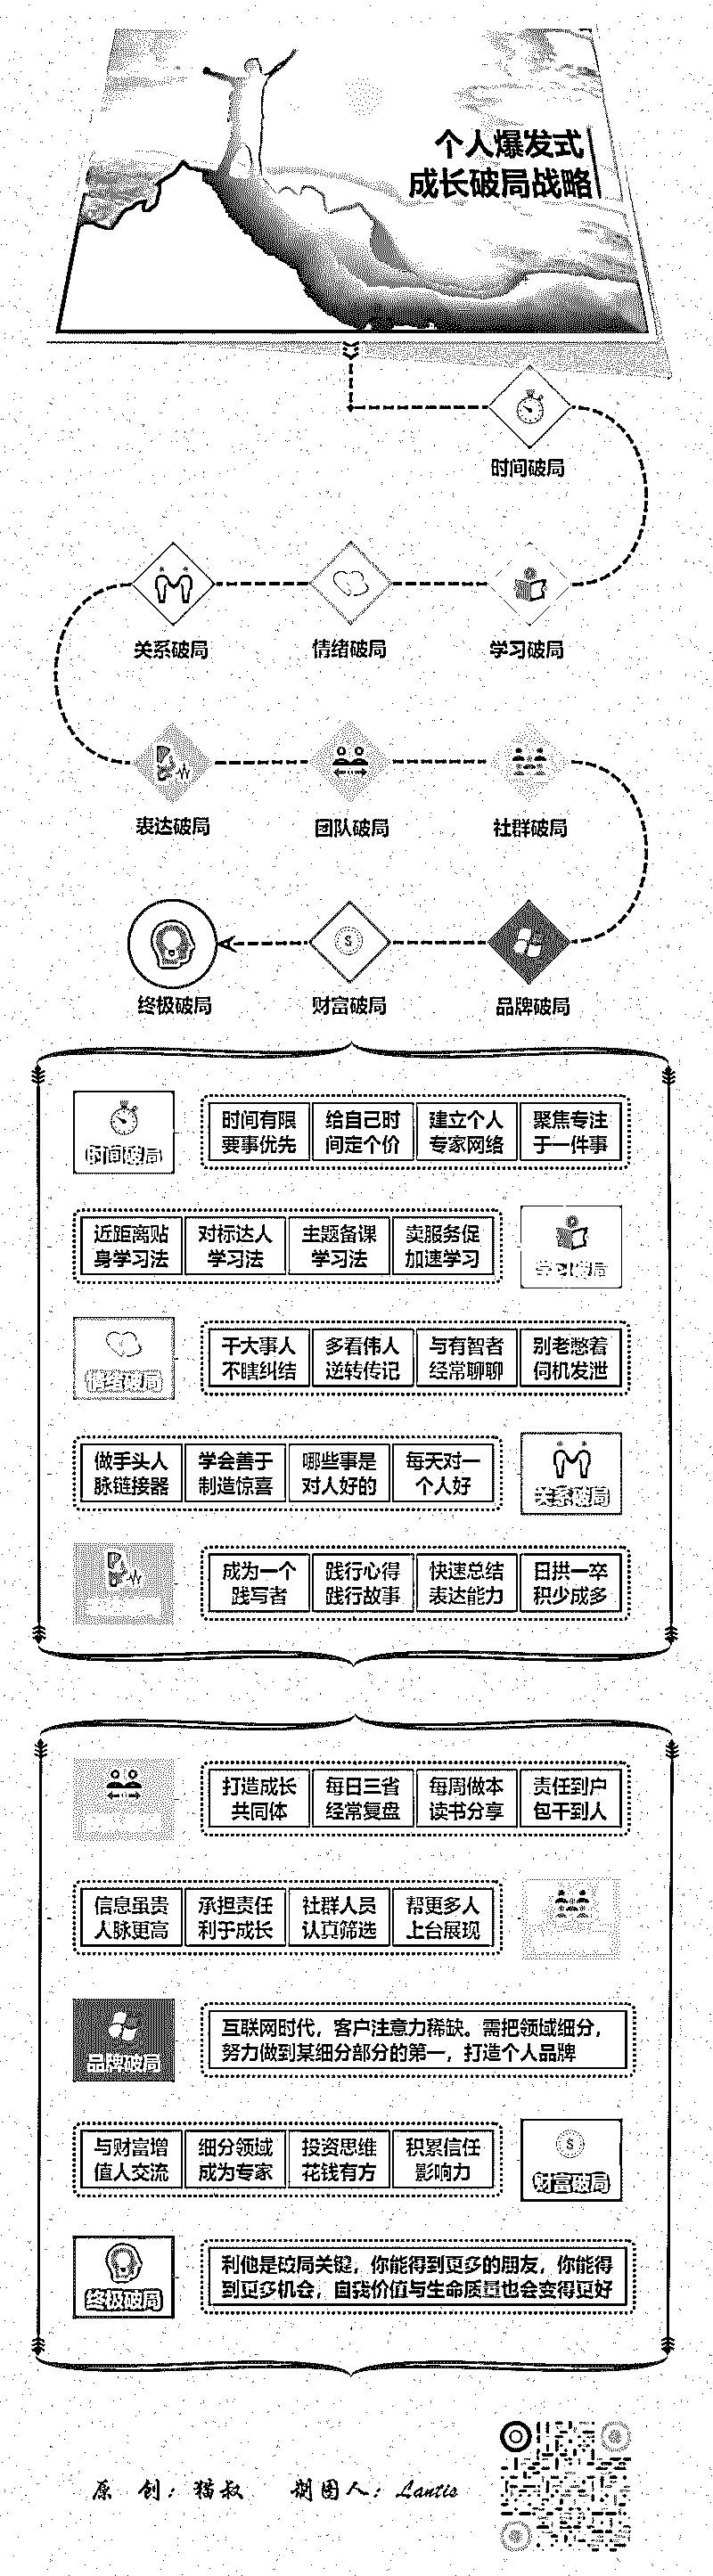 个人爆发式
成长破局战略
时间破局
关系破局
情绪破局
学习破局
表达破局
团队破局
社群破局
终极破局
财富破局
品牌破局
时间破局
时间有限
要事优先
给自己时
间定个价
建立个人
专家网络
聚焦专注
于一件事
近距离贴
身学习法
对标达人
学习法
主题备课
学习法
卖服务促
加速学习
学习破局
情绪破局
干大事人
不瞎纠结
多看伟人
逆转传记
与有智者
经常聊聊
别老憋着
伺机发泄
做手头人
脉链接器
学会善于
制造惊喜
哪些事是
对人好的
每天对一
个人好
关系破局
成为一个
践写者
践行心得
践行故事
快速总结
表达能力
日拱一卒
积少成多
打造成长
共同体
每日三省
经常复盘
每周做本
读书分享
责任到户
包干到人
信息虽贵
人脉更高
承担责任
利于成长
社群人员
认真筛选
帮更多人
上台展现
品牌破局
互联网时代，客户注意力稀缺。需把领域细分，
努力做到某细分部分的第一，打造个人品牌
与财富增
值人交流
细分领域
成为专家
投资思维
花钱有方
积累信任
影响力
财富破局
终极破局
利他是破局关键，你能得到更多的朋友，你能得
到更多机会，自我价值与生命质量也会变得更好
原 创：猫叔 制图人：Lantis